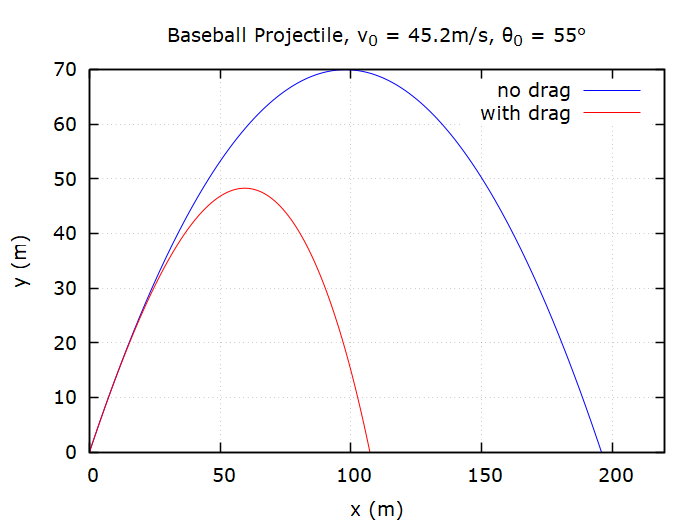 Baseball Projectile, v₀ = 45.2m/s, θ₀ = 55°
no drag
with drag
y (m)
70
60
50
40
30
20
10
0
0 50 100 150 200
x (m)